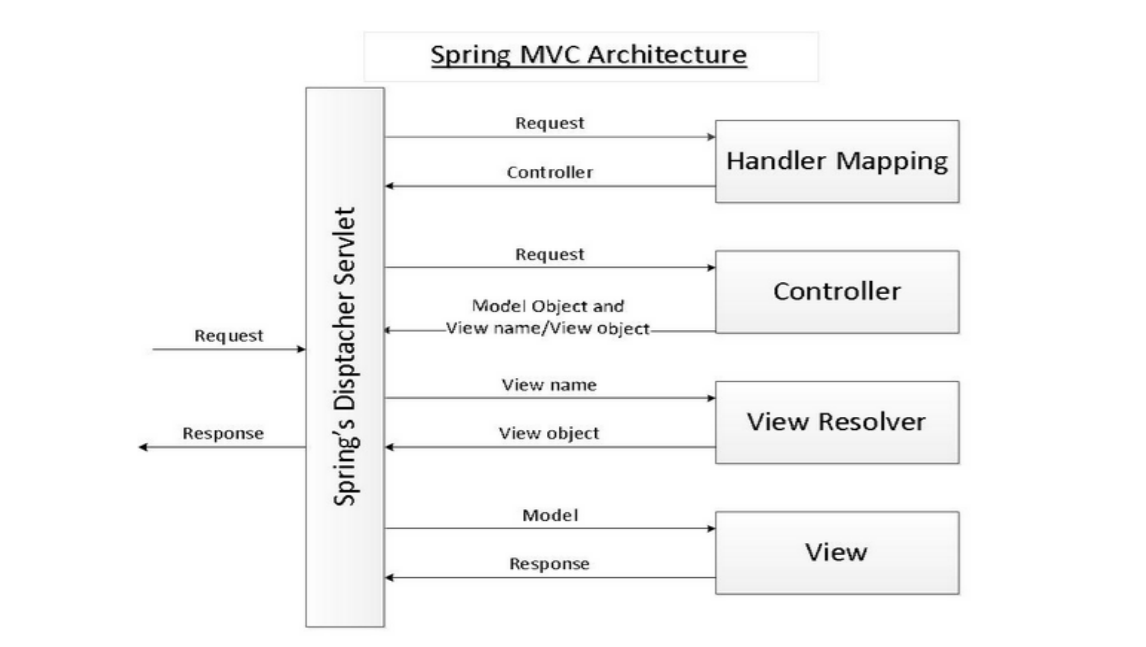 Spring MVC Architecture
Request
Handler Mapping
Controller
Request
Controller
Model Object and
View name/View object
Spring's Disptacher Servlet
Request
Response
View name
View Resolver
View object
Model
View
Response